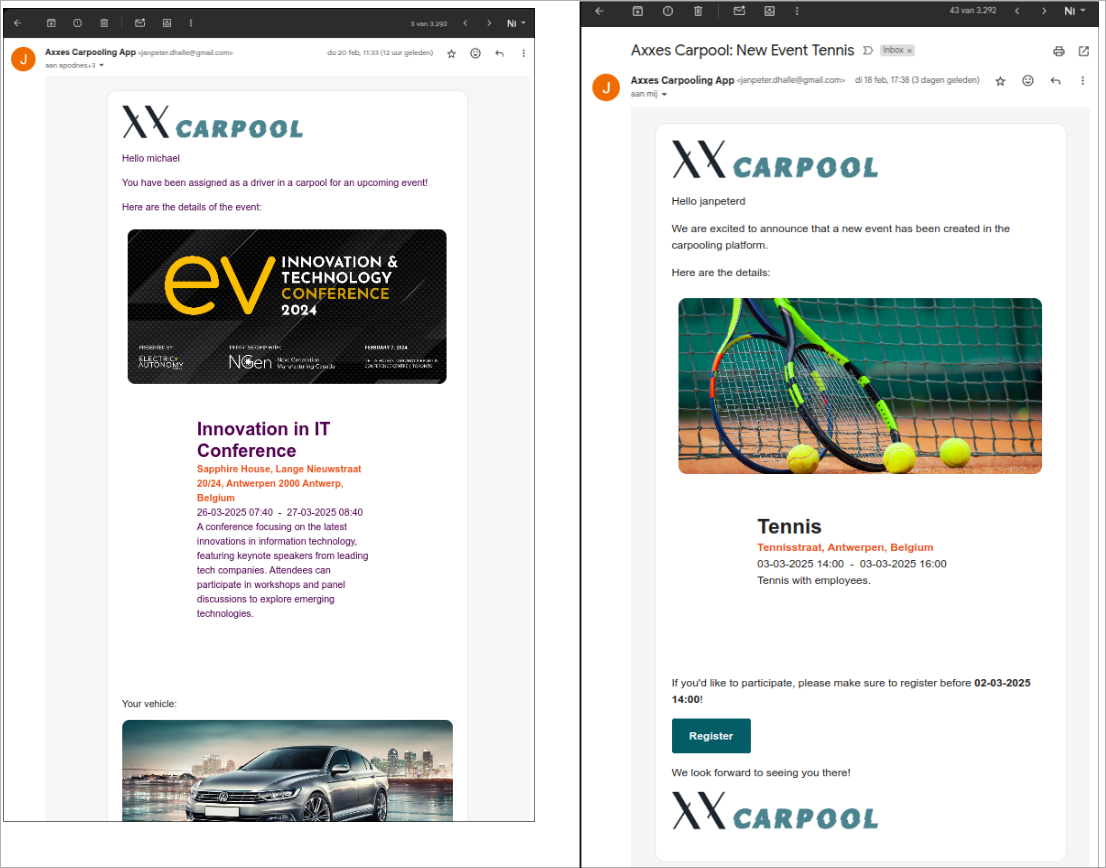 3 van 3.292
NI
J
Axxes Carpooling App <janpeter.dhalle@gmail.com>
do 20 feb, 11:33 (12 uur geleden)
aan apodnes+3
XX CARPOOL
Hello michael
You have been assigned as a driver in a carpool for an upcoming event!
Here are the details of the event:
ev
INNOVATION &
TECHNOLOGY
CONFERENCE
2024
PRESENTED BY:
ELECTRIC
AUTONOMY
IN PARTNERSHIP WITH:
NGen
Next Generation
Manufacturing Canada
FEBRUARY 7, 2024
Innovation in IT
Conference
Sapphire House, Lange Nieuwstraat
20/24, Antwerpen 2000 Antwerp,
Belgium
26-03-2025 07:40 - 27-03-2025 08:40
A conference focusing on the latest
innovations in information technology,
featuring keynote speakers from leading
tech companies. Attendees can
participate in workshops and panel
discussions to explore emerging
technologies.
Your vehicle:
43 van 3.292
NI
Axxes Carpool: New Event Tennis
Inbox x
J
Axxes Carpooling App <janpeter.dhalle@gmail.com>
di 18 feb, 17:38 (3 dagen geleden)
aan mij
XX CARPOOL
Hello janpeterd
We are excited to announce that a new event has been created in the
carpooling platform.
Here are the details:
Tennis
Tennisstraat, Antwerpen, Belgium
03-03-2025 14:00 - 03-03-2025 16:00
Tennis with employees.
If you'd like to participate, please make sure to register before 02-03-2025
14:00!
Register
We look forward to seeing you there!
XX CARPOOL